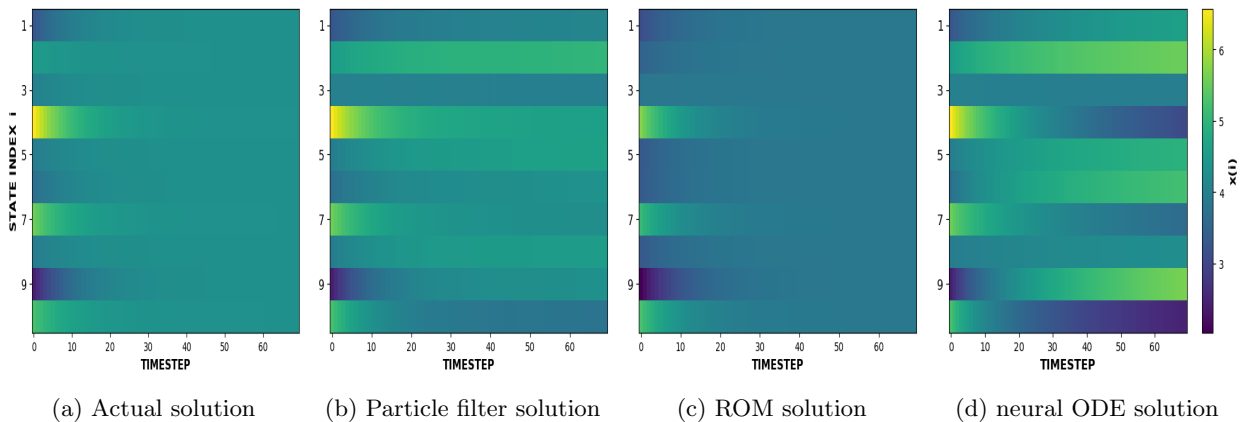 STATE INDEX i
1
3
5
7
9
0 10 20 30 40 50 60
TIMESTEP
1
3
5
7
9
0 10 20 30 40 50 60
TIMESTEP
1
3
5
7
9
0 10 20 30 40 50 60
TIMESTEP
1
3
5
7
9
0 10 20 30 40 50 60
TIMESTEP
6
5
4
3
x(i)
(a) Actual solution
(b) Particle filter solution
(c) ROM solution
(d) neural ODE solution